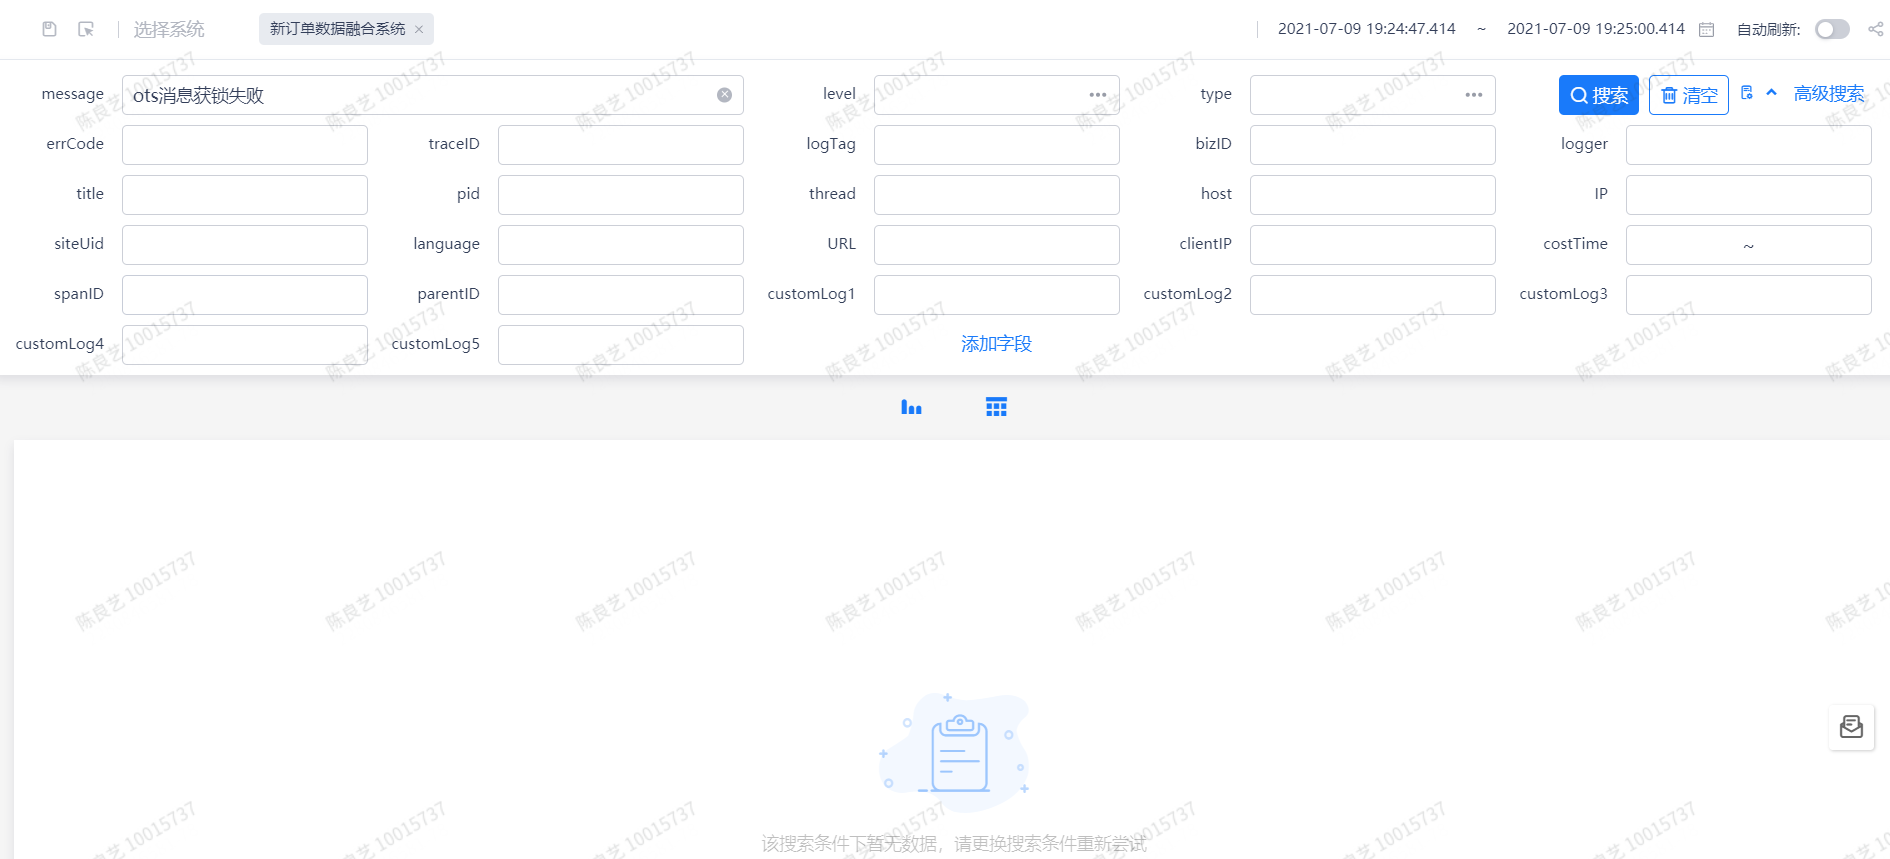 选择系统 新订单数据融合系统 2021-07-09 19:24:47.414 ~ 2021-07-09 19:25:00.414 自动刷新:
message ots消息获锁失败 level type 搜索 清空 高级搜索
errCode traceID logTag bizID logger
title pid thread host IP
siteUid language URL clientIP costTime ~
spanID parentID customLog1 customLog2 customLog3
customLog4 customLog5 添加字段
该搜索条件下暂无数据，请更换搜索条件重新尝试
陈良艺 10015737